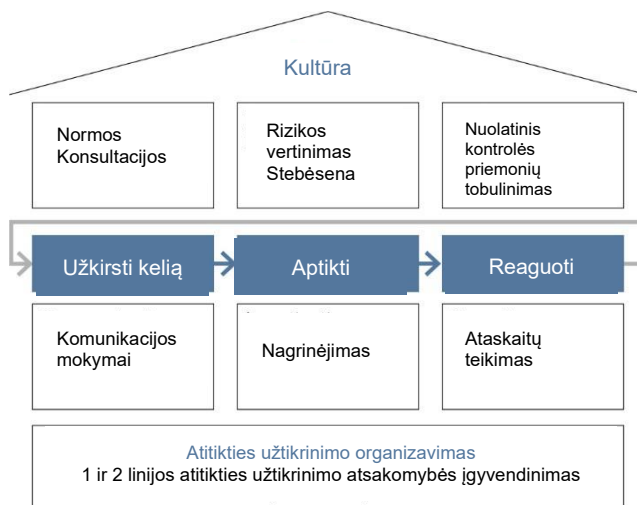 Kultūra
Normos
Konsultacijos
Rizikos
vertinimas
Stebėsena
Nuolatinis
kontrolės
priemonių
tobulinimas
Užkirsti kelią
Aptikti
Reaguoti
Komunikacijos
mokymai
Nagrinėjimas
Ataskaitų
teikimas
Atitikties užtikrinimo organizavimas
1 ir 2 linijos atitikties užtikrinimo atsakomybės įgyvendinimas